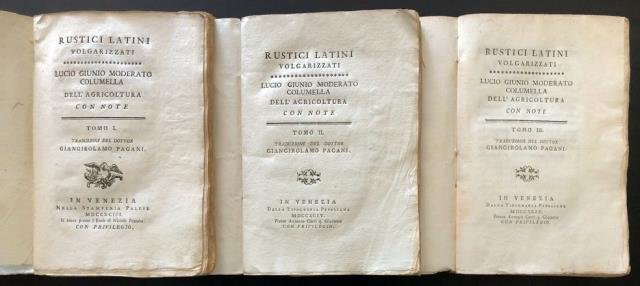 RUSTICI LATINI
VOLGARIZZATI
LUCIO GIUNIO MODERATO
COLUMELLA
DELL' AGRICOLTURA
CON NOTE
TOMO I.
TRADUZIONE DEL DOTTOR
GIANGIROLAMO PAGANI.
IN VENEZIA
NELLA STAMPERIA PALESE
MDCCXCIII.
CON PRIVILEGIO.
RUSTICI LATINI
VOLGARIZZATI
LUCIO GIUNIO MODERATO
COLUMELLA
DELL' AGRICOLTURA
CON NOTE
TOMO II.
TRADUZIONE DEL DOTTOR
GIANGIROLAMO PAGANI.
IN VENEZIA
DALLA TIPOGRAFIA PEPOLIANA
MDCCXCIV.
CON PRIVILEGIO.
RUSTICI LATINI
VOLGARIZZATI
LUCIO GIUNIO MODERATO
COLUMELLA
DELL' AGRICOLTURA
CON NOTE
TOMO III.
TRADUZIONE DEL DOTTOR
GIANGIROLAMO PAGANI.
IN VENEZIA
DALLA TIPOGRAFIA PEPOLIANA
CON PRIVILEGIO.